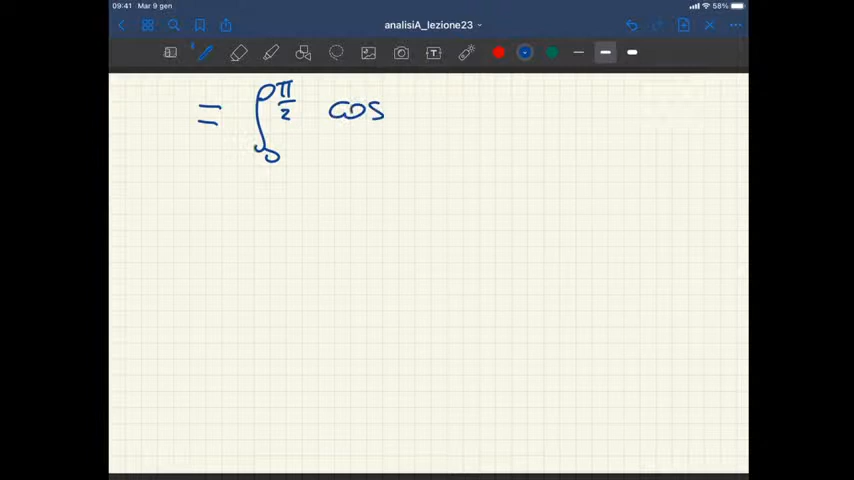 09:41 Mar 9 gen 58%
analisiA_lezione23
= ∫₀^(π/2) cos